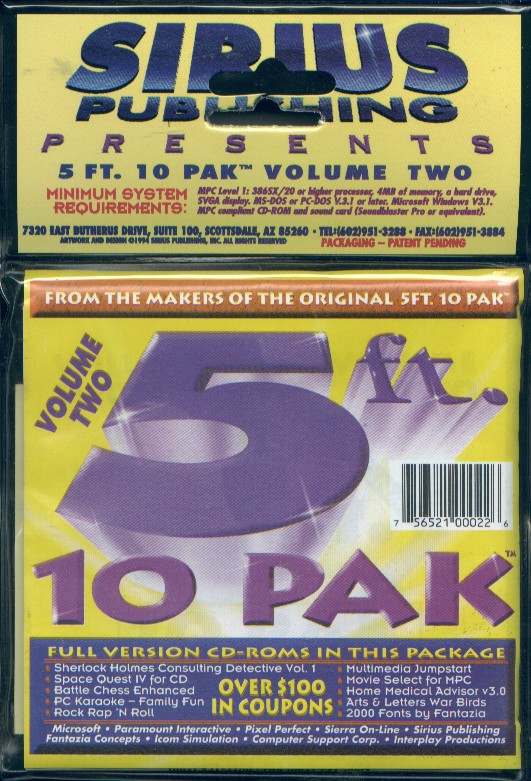 SIRIUS
PUBLISHING
PRESENTS
5 FT. 10 PAK™ VOLUME TWO
MINIMUM SYSTEM REQUIREMENTS:
MPC Level 1: 386SX/20 or higher processor, 4MB of memory, a hard drive,
SVGA display. MS-DOS or PC-DOS V.3.1 or later. Microsoft Windows V3.1.
MPC compliant CD-ROM and sound card (Soundblaster Pro or equivalent).
7320 EAST BUTHERUS DRIVE, SUITE 100, SCOTTSDALE, AZ 85260 • TEL:(602)951-3288 • FAX:(602)951-3884
ARTWORK AND DESIGN ©1994 SIRIUS PUBLISHING, INC. ALL RIGHTS RESERVED
PACKAGING – PATENT PENDING
FROM THE MAKERS OF THE ORIGINAL 5FT. 10 PAK™
VOLUME
TWO
5 ft.
7 56521 00022 6
10 PAK™
FULL VERSION CD-ROMS IN THIS PACKAGE
• Sherlock Holmes Consulting Detective Vol. 1
• Space Quest IV for CD
• Battle Chess Enhanced
• PC Karaoke – Family Fun
• Rock Rap 'N Roll
OVER $100
IN COUPONS
• Multimedia Jumpstart
• Movie Select for MPC
• Home Medical Advisor v3.0
• Arts & Letters War Birds
• 2000 Fonts by Fantazia
Microsoft • Paramount Interactive • Pixel Perfect • Sierra On-Line • Sirius Publishing
Fantazia Concepts • Icom Simulation • Computer Support Corp. • Interplay Productions